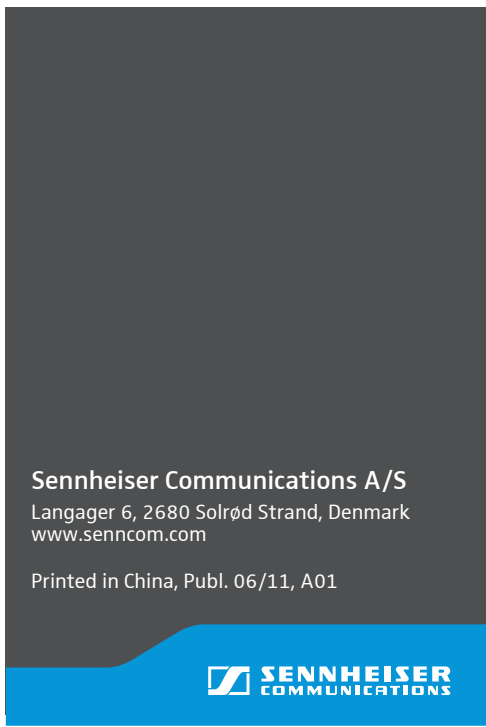 Sennheiser Communications A/S
Langager 6, 2680 Solrød Strand, Denmark
www.senncom.com
Printed in China, Publ. 06/11, A01
SENNHEISER
COMMUNICATIONS